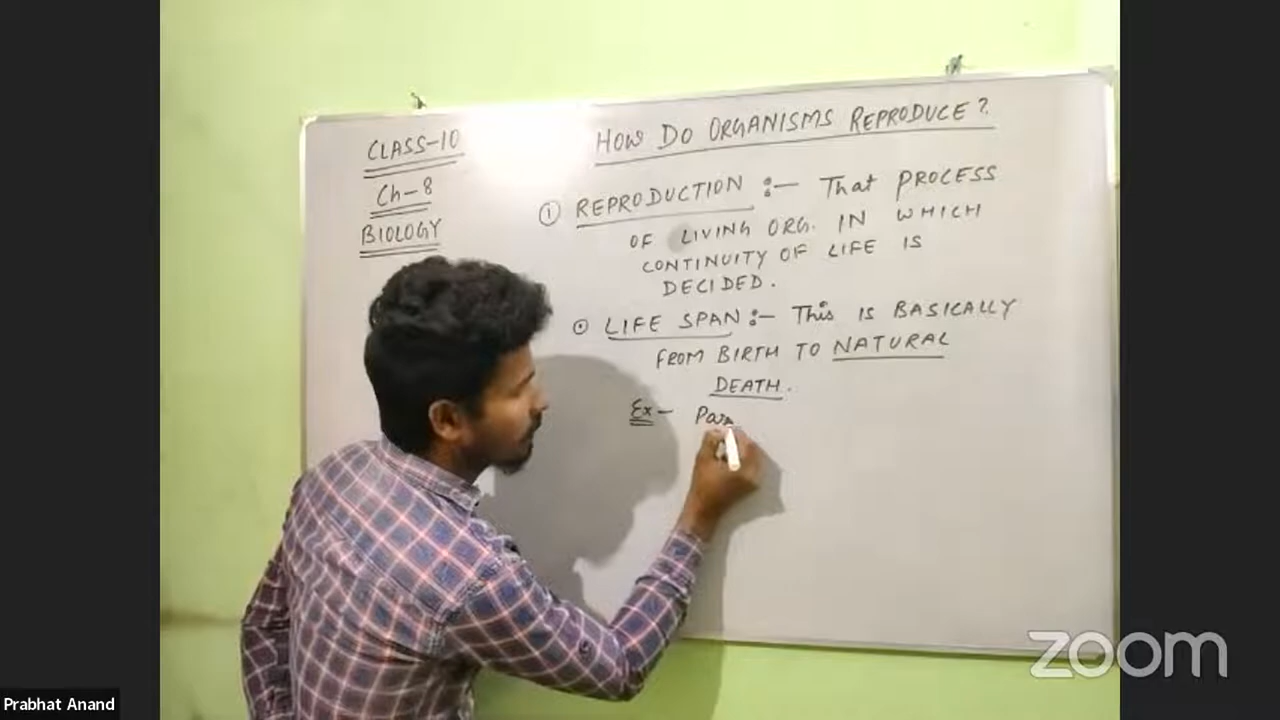 CLASS-10
Ch-8
BIOLOGY
HOW DO ORGANISMS REPRODUCE?
① REPRODUCTION :- That PROCESS
OF LIVING ORG. IN WHICH
CONTINUITY OF LIFE IS
DECIDED.
⊙ LIFE SPAN :- This IS BASICALLY
FROM BIRTH TO NATURAL
DEATH.
Ex- Para
zoom
Prabhat Anand